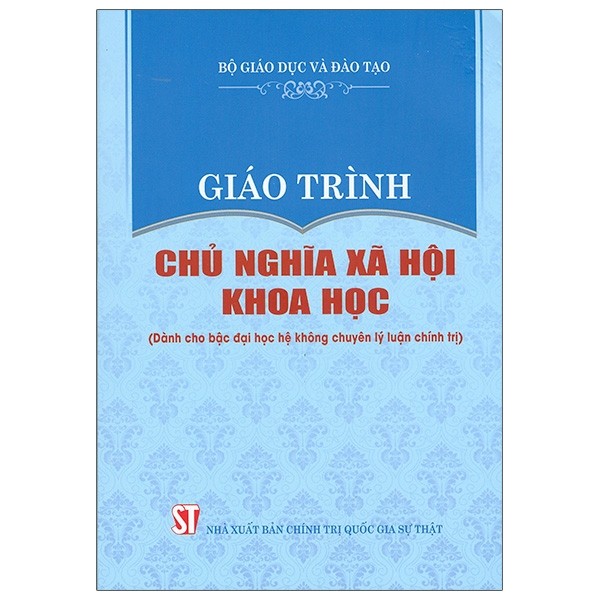 BỘ GIÁO DỤC VÀ ĐÀO TẠO
GIÁO TRÌNH
CHỦ NGHĨA XÃ HỘI
KHOA HỌC
(Dành cho bậc đại học hệ không chuyên lý luận chính trị)
ST
NHÀ XUẤT BẢN CHÍNH TRỊ QUỐC GIA SỰ THẬT